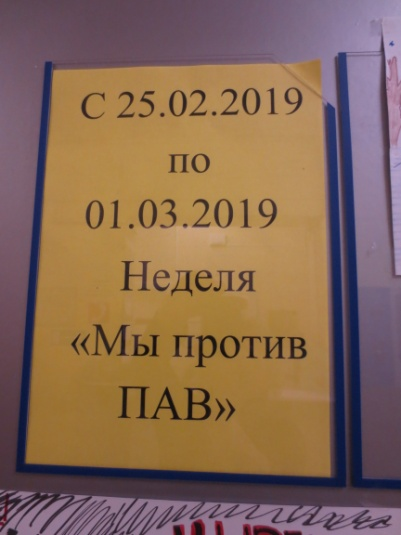 С 25.02.2019
по
01.03.2019
Неделя
«Мы против
ПАВ»